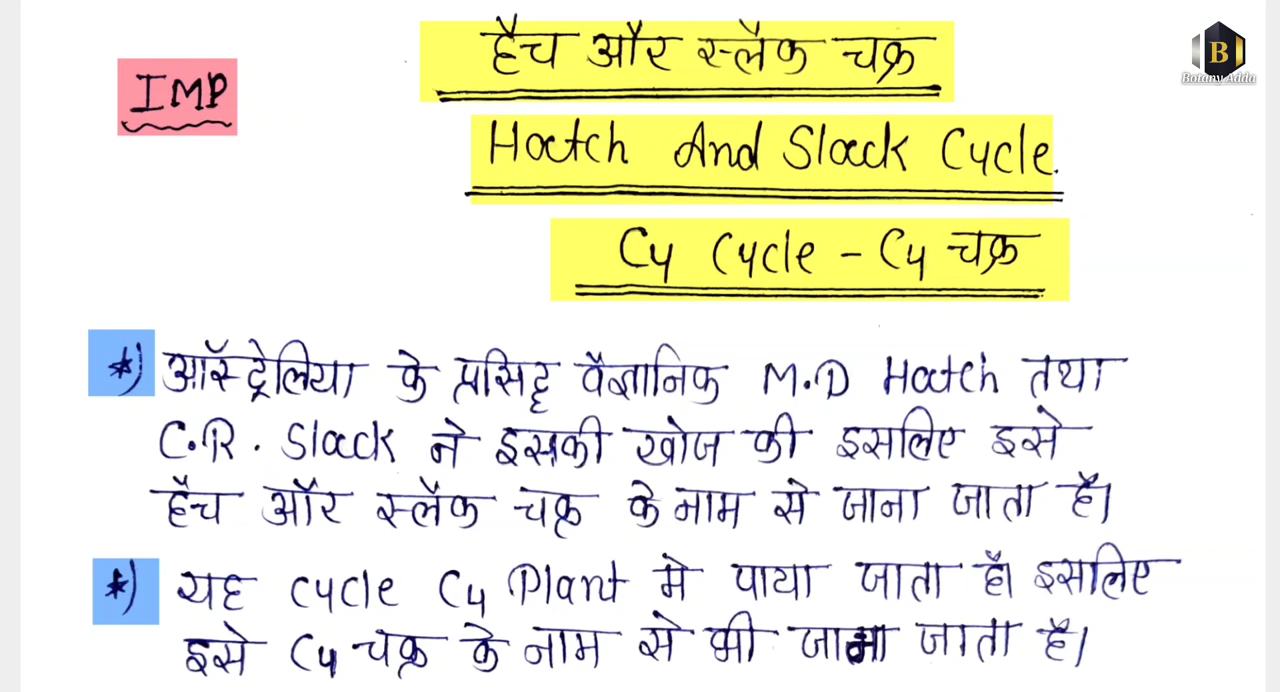 हैच और स्लैक चक्र
B
Botany Adda
IMP
Hatch And Slack Cycle.
C4 Cycle - C4 चक्र
*) ऑस्ट्रेलिया के प्रसिद्द वैज्ञानिक M.D Hatch तथा
C.R. Slack ने इसकी खोज की इसलिए इसे
हैच और स्लैक चक्र के नाम से जाना जाता है।
*) यह cycle C4 Plant मे पाया जाता है। इसलिए
इसे C4 चक्र के नाम से भी जाना जाता है।